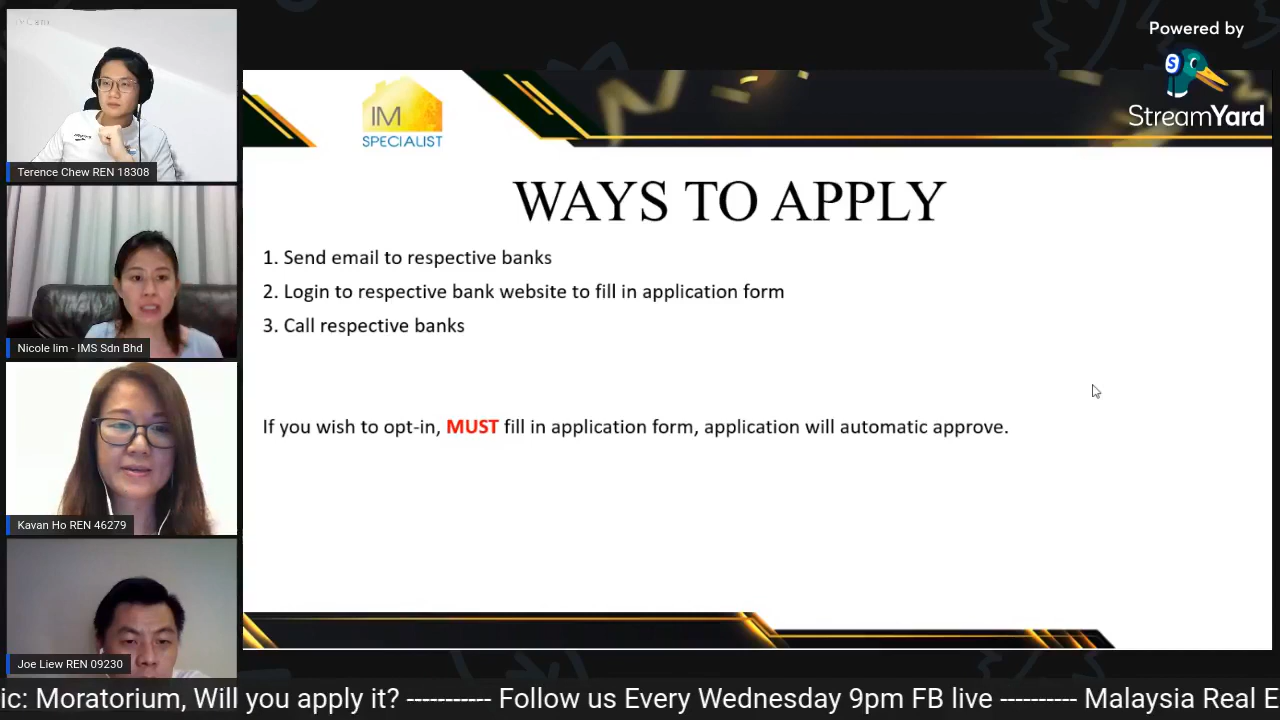 Terence Chew REN 18308
Nicole lim - IMS Sdn Bhd
Kavan Ho REN 46279
Joe Liew REN 09230
Powered by
StreamYard
IM
SPECIALIST
WAYS TO APPLY
1. Send email to respective banks
2. Login to respective bank website to fill in application form
3. Call respective banks
If you wish to opt-in, MUST fill in application form, application will automatic approve.
ic: Moratorium, Will you apply it? ----------- Follow us Every Wednesday 9pm FB live ---------- Malaysia Real E